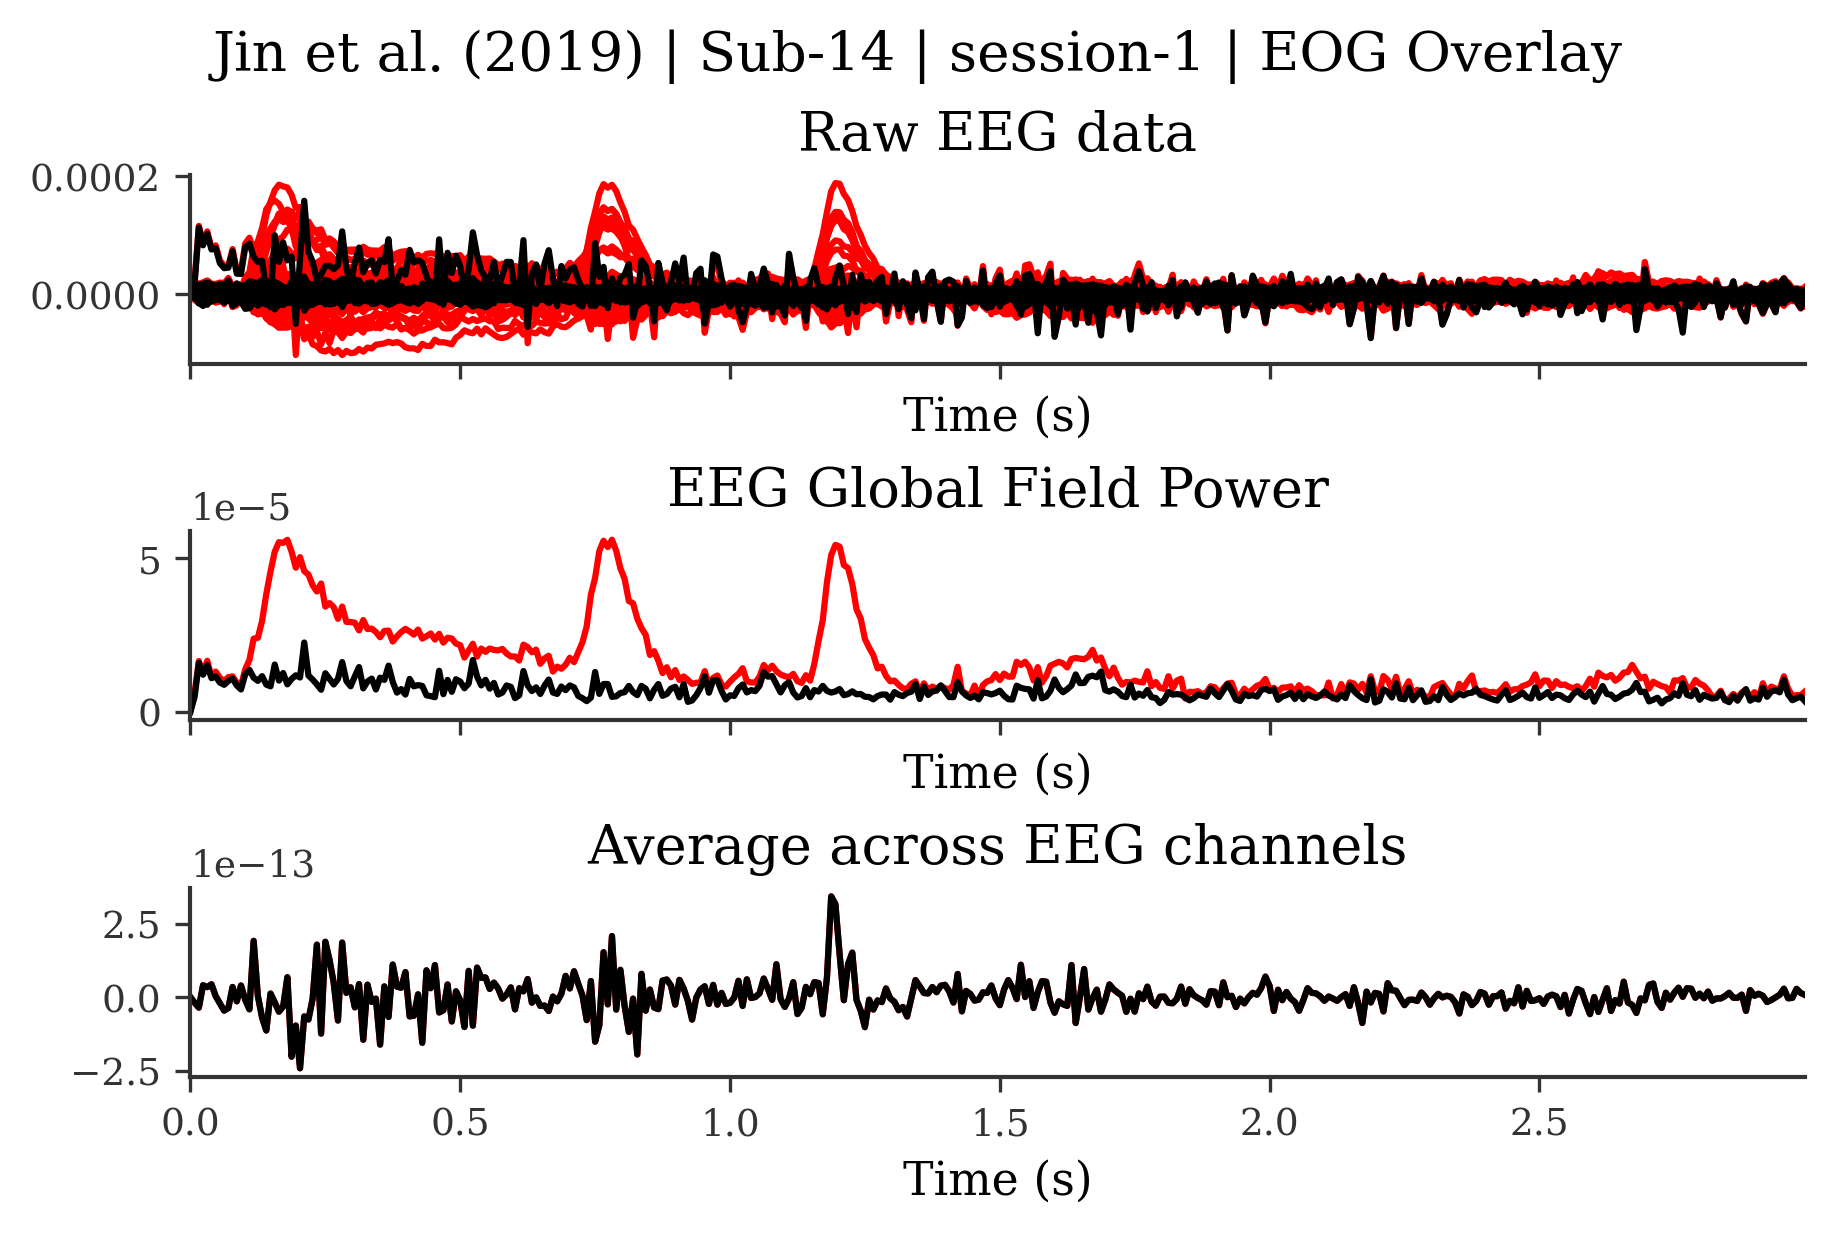 Jin et al. (2019) | Sub-14 | session-1 | EOG Overlay
Raw EEG data
0.0002
0.0000
Time (s)
EEG Global Field Power
1e−5
5
0
Time (s)
Average across EEG channels
1e−13
2.5
0.0
−2.5
0.0 0.5 1.0 1.5 2.0 2.5
Time (s)